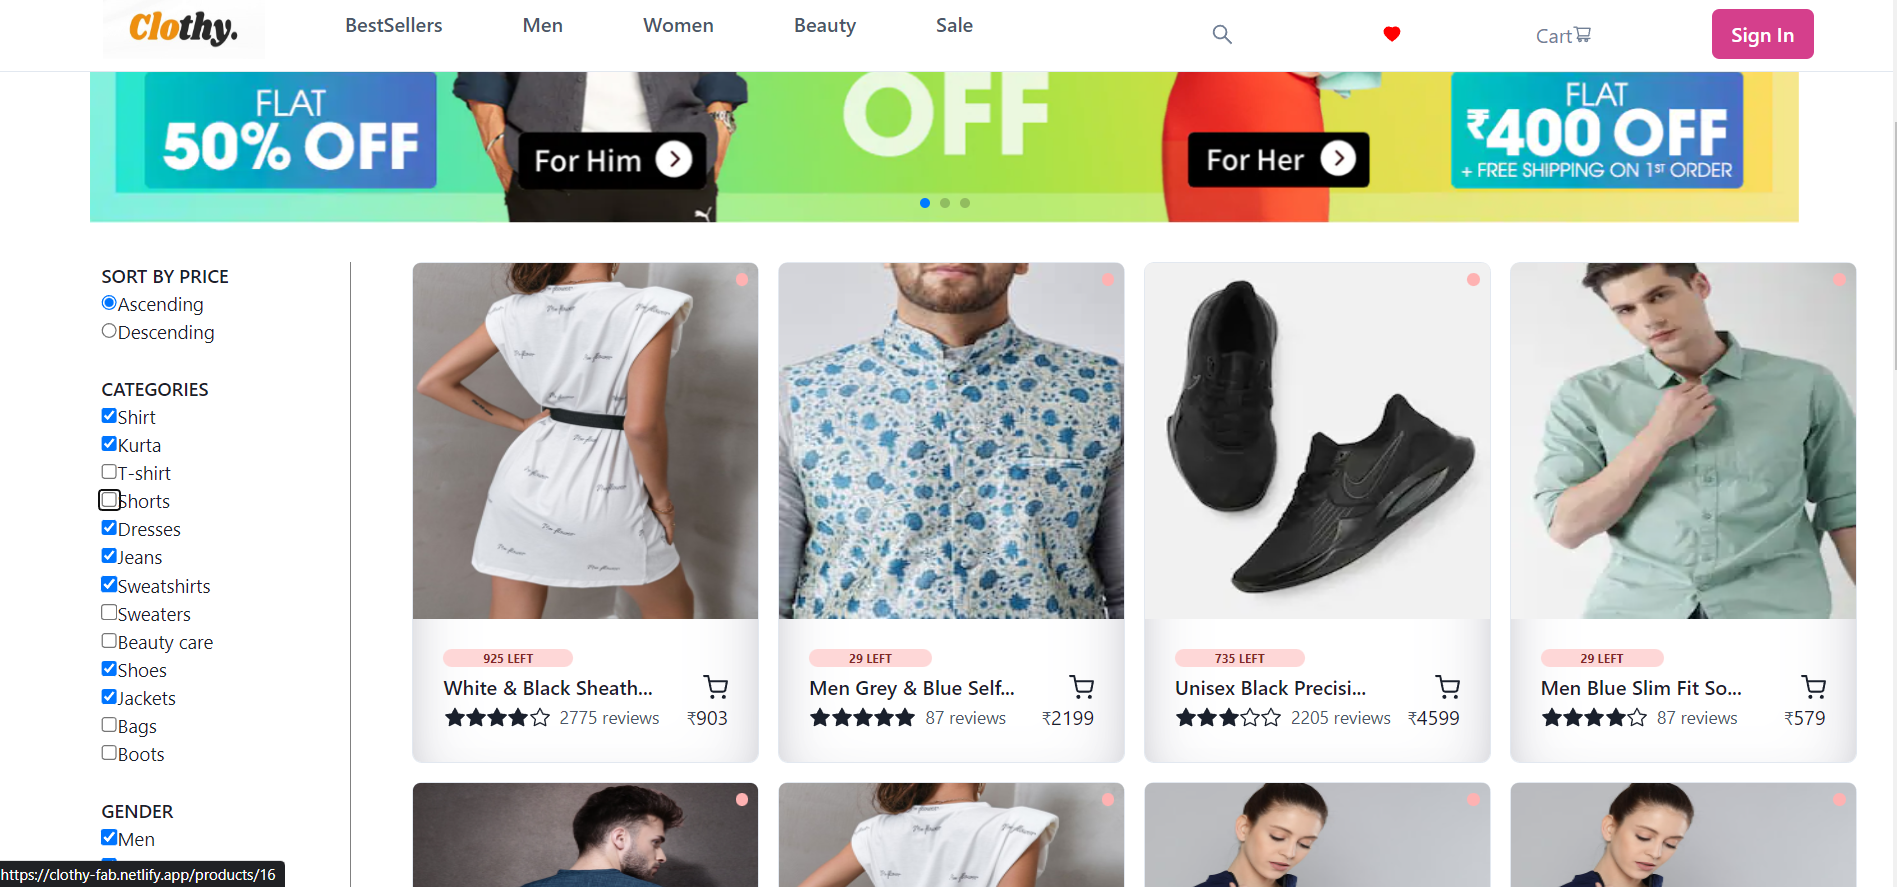 Clothy.
BestSellers
Men
Women
Beauty
Sale
Cart
Sign In
FLAT
50% OFF
For Him
OFF
For Her
FLAT
₹400 OFF
+ FREE SHIPPING ON 1ST ORDER
SORT BY PRICE
Ascending
Descending
CATEGORIES
Shirt
Kurta
T-shirt
Shorts
Dresses
Jeans
Sweatshirts
Sweaters
Beauty care
Shoes
Jackets
Bags
Boots
GENDER
Men
925 LEFT
White & Black Sheath...
2775 reviews ₹903
29 LEFT
Men Grey & Blue Self...
87 reviews ₹2199
735 LEFT
Unisex Black Precisi...
2205 reviews ₹4599
29 LEFT
Men Blue Slim Fit So...
87 reviews ₹579
https://clothy-fab.netlify.app/products/16